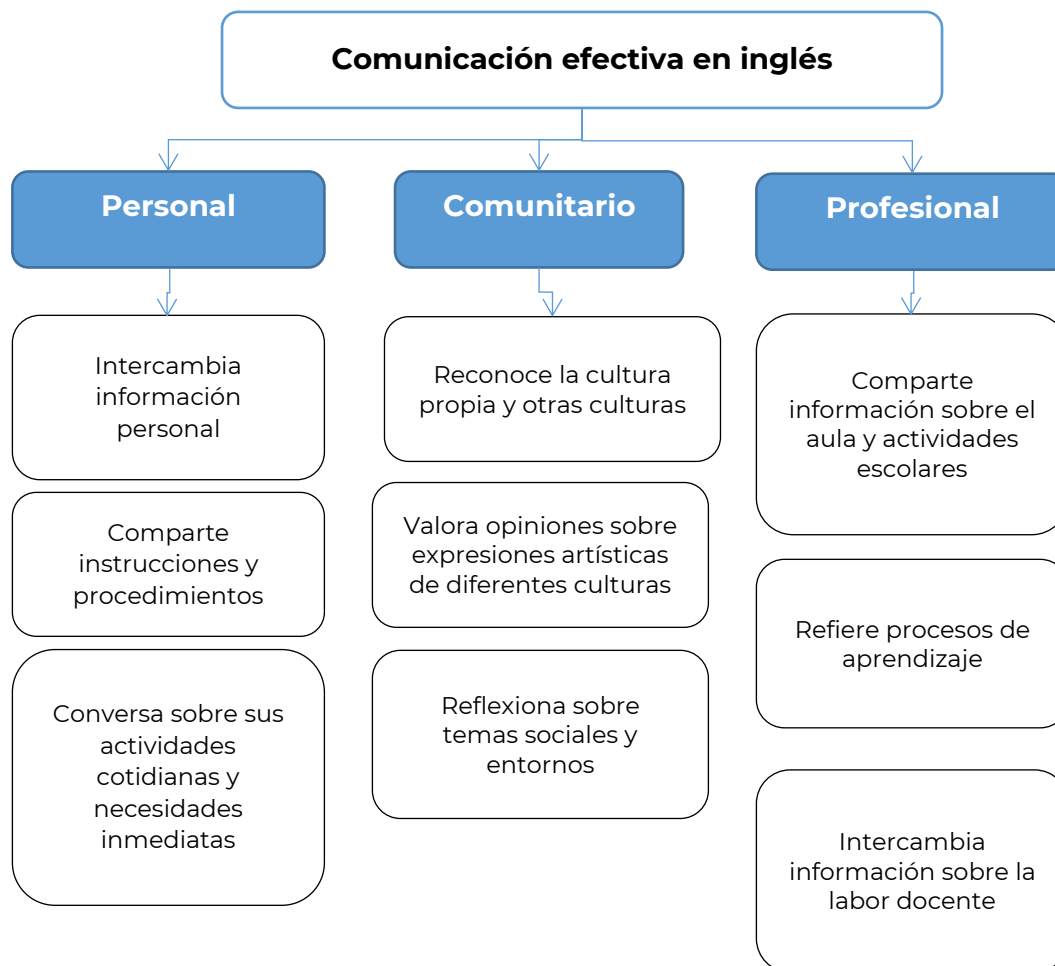 Comunicación efectiva en inglés
Personal
Intercambia
información
personal
Comparte
instrucciones y
procedimientos
Conversa sobre sus
actividades
cotidianas y
necesidades
inmediatas
Comunitario
Reconoce la cultura
propia y otras culturas
Valora opiniones sobre
expresiones artísticas
de diferentes culturas
Reflexiona sobre
temas sociales y
entornos
Profesional
Comparte
información sobre el
aula y actividades
escolares
Refiere procesos de
aprendizaje
Intercambia
información sobre la
labor docente